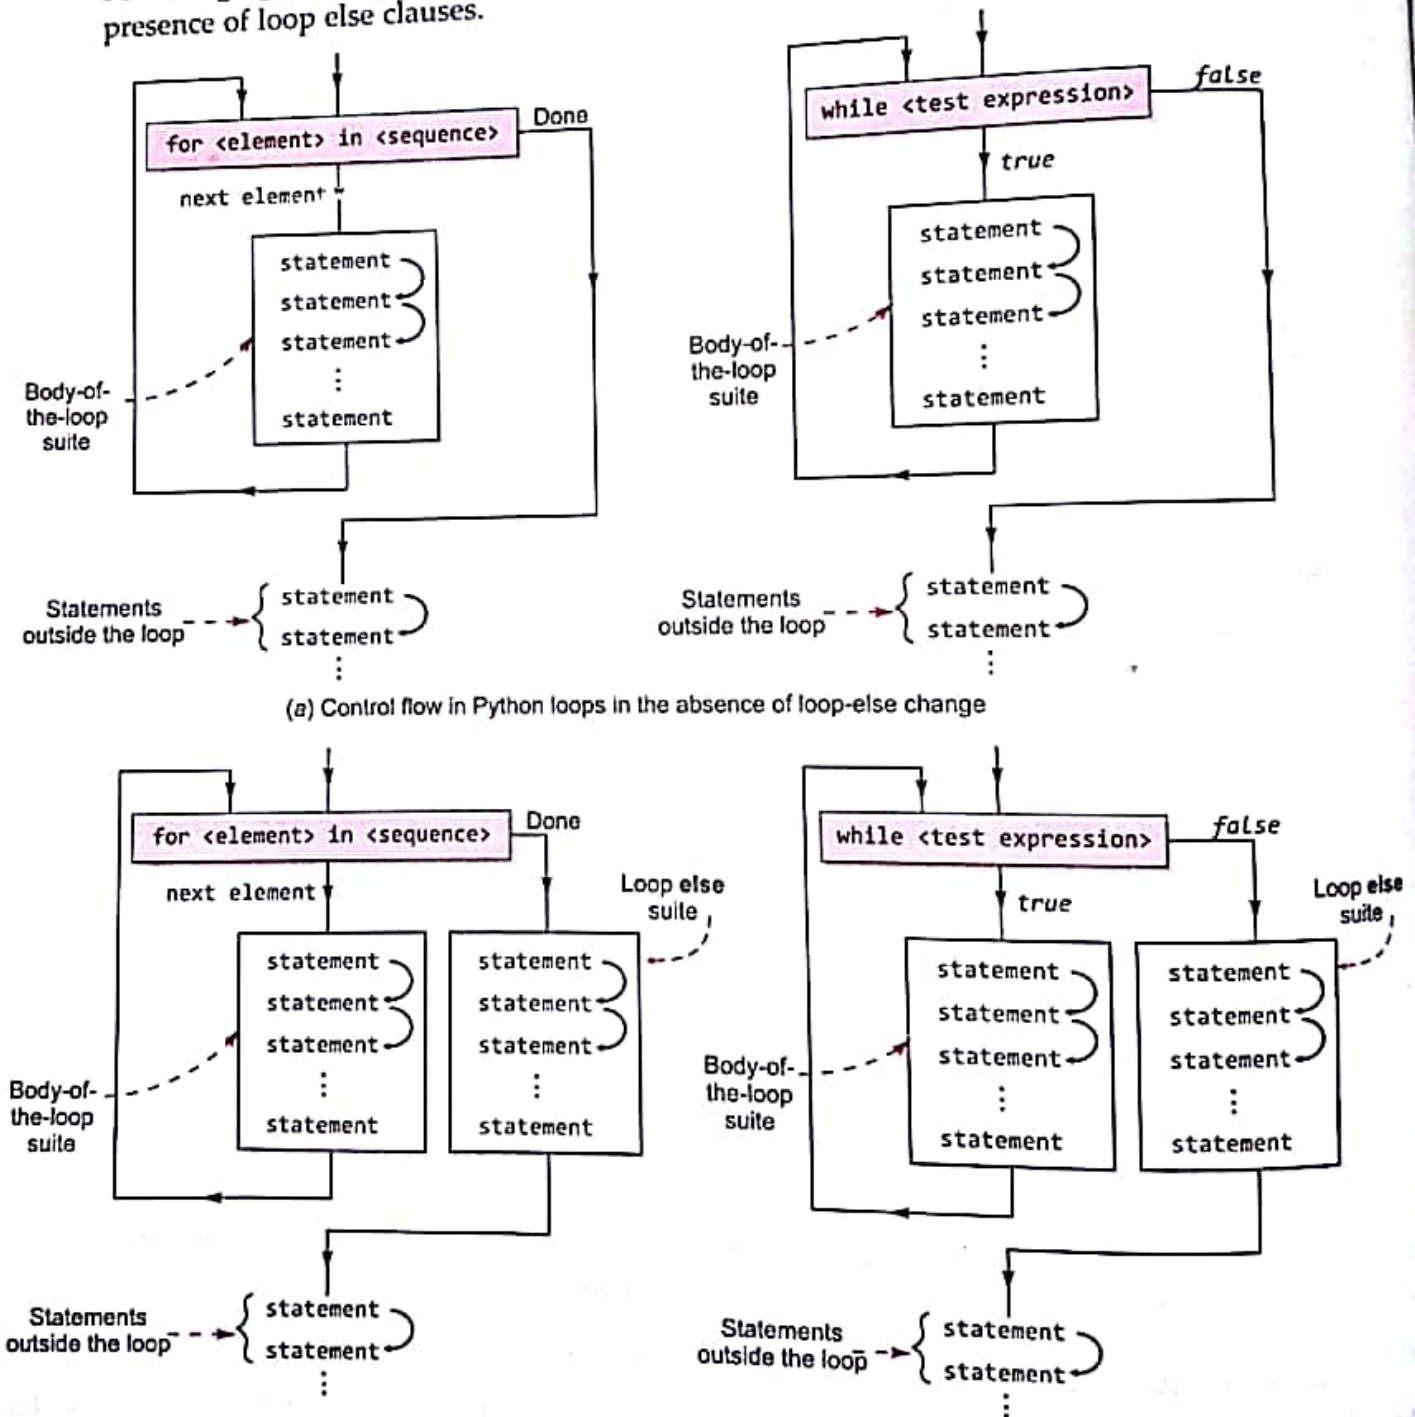 presence of loop else clauses.
for <element> in <sequence>
Done
next element
statement
statement
statement
⋮
statement
Body-of-
the-loop
suite
Statements
outside the loop
statement
statement
⋮
while <test expression>
false
true
statement
statement
statement
⋮
statement
Body-of-
the-loop
suite
Statements
outside the loop
statement
statement
⋮
(a) Control flow in Python loops in the absence of loop-else change
for <element> in <sequence>
Done
next element
Loop else
suite
statement
statement
statement
⋮
statement
statement
statement
statement
⋮
statement
Body-of-
the-loop
suite
Statements
outside the loop
statement
statement
⋮
while <test expression>
false
true
Loop else
suite
statement
statement
statement
⋮
statement
statement
statement
statement
⋮
statement
Body-of-
the-loop
suite
Statements
outside the loop
statement
statement
⋮